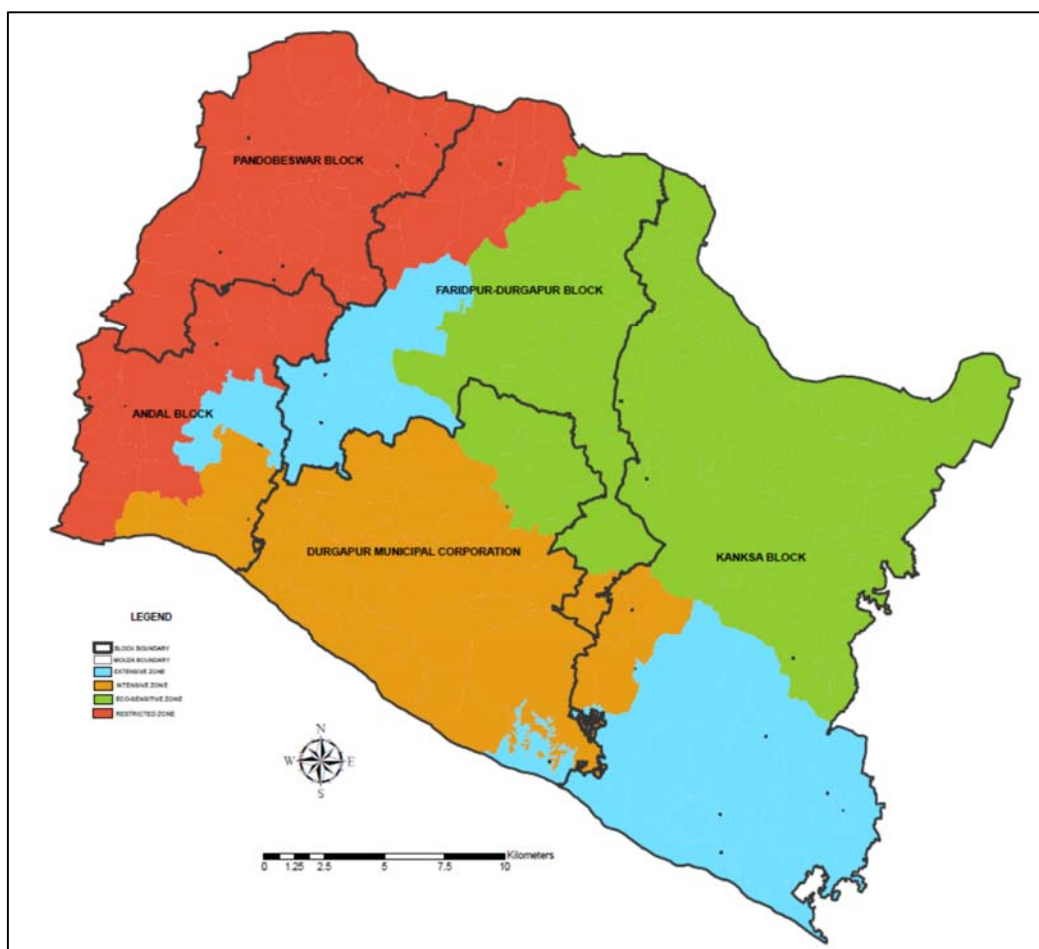 PANDOBESWAR BLOCK
FARIDPUR-DURGAPUR BLOCK
ANDAL BLOCK
DURGAPUR MUNICIPAL CORPORATION
KANKSA BLOCK
LEGEND
BLOCK BOUNDARY
MOUZA BOUNDARY
EXTENSIVE ZONE
INTENSIVE ZONE
ECO-SENSITIVE ZONE
RESTRICTED ZONE
N
W E
S
Kilometers
0 1.25 2.5 5 7.5 10